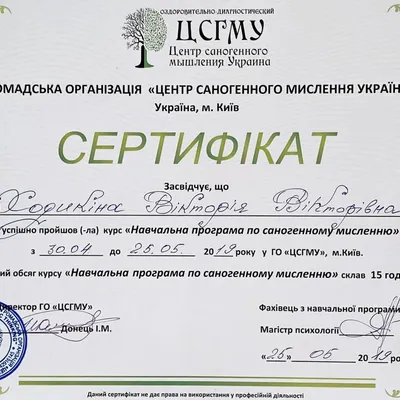 ОЗДОРОВИТЕЛЬНО-ДИАГНОСТИЧЕСКИЙ
ЦСГМУ
Центр саногенного
мышления Украина
ОМАДСЬКА ОРГАНІЗАЦІЯ «ЦЕНТР САНОГЕННОГО МИСЛЕННЯ УКРАЇН
Україна, м. Київ
СЕРТИФІКАТ
Засвідчує, що
Вікторія Вікторівна
успішно пройшов (-ла) курс «Навчальна програма по саногенному мисленню»
з 30.04 до 25.05 2019 року у ГО «ЦСГМУ», м.Київ.
ий обсяг курсу «Навчальна програма по саногенному мисленню» склав 15 год
Директор ГО «ЦСГМУ»
Фахівець з навчальної програми
Донець І.М.
Магістр психології
«25» 05 2019 ро
Даний сертифікат не дає права на використання у професійній діяльності